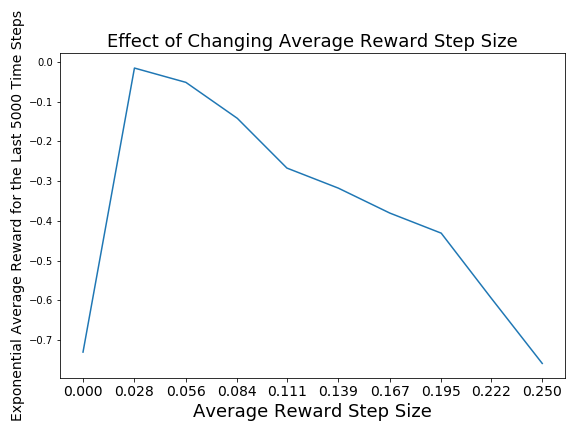 Effect of Changing Average Reward Step Size
Exponential Average Reward for the Last 5000 Time Steps
0.0
−0.1
−0.2
−0.3
−0.4
−0.5
−0.6
−0.7
0.000 0.028 0.056 0.084 0.111 0.139 0.167 0.195 0.222 0.250
Average Reward Step Size